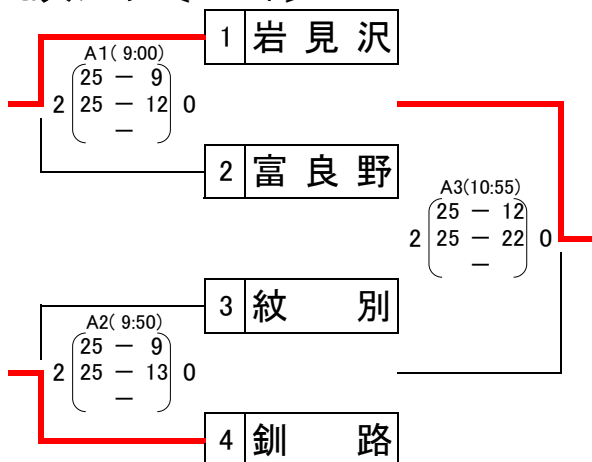 1 岩見沢
A1( 9:00)
25 － 9
2 25 － 12 0
－
2 富良野
A3(10:55)
25 － 12
2 25 － 22 0
－
3 紋　別
A2( 9:50)
25 － 9
2 25 － 13 0
－
4 釧　路